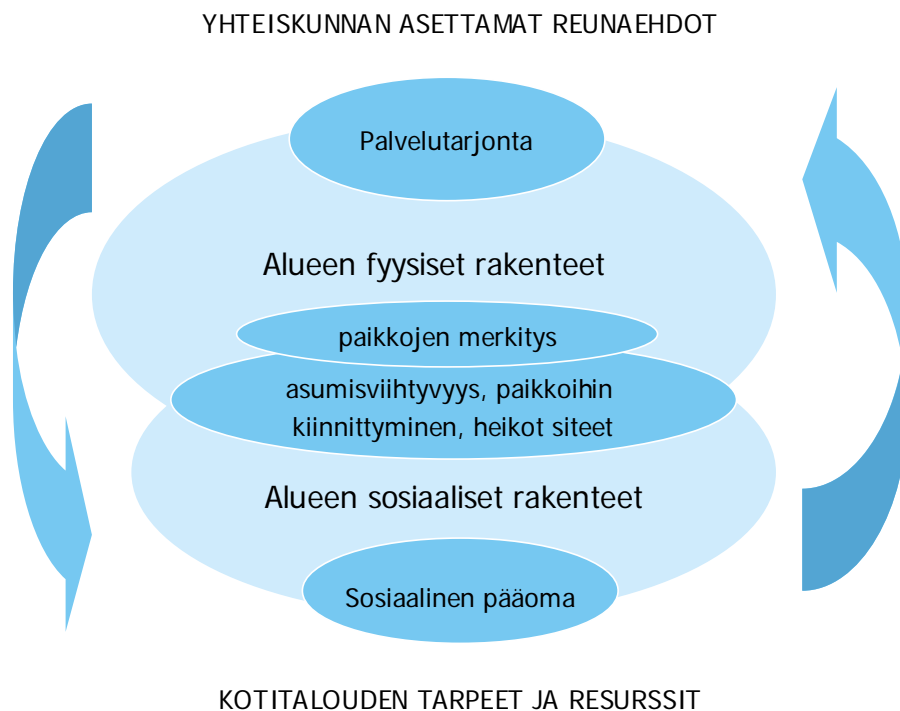 YHTEISKUNNAN ASETTAMAT REUNAEHDOT
Palvelutarjonta
Alueen fyysiset rakenteet
paikkojen merkitys
asumisviihtyvyys, paikkoihin
kiinnittyminen, heikot siteet
Alueen sosiaaliset rakenteet
Sosiaalinen pääoma
KOTITALOUDEN TARPEET JA RESURSSIT